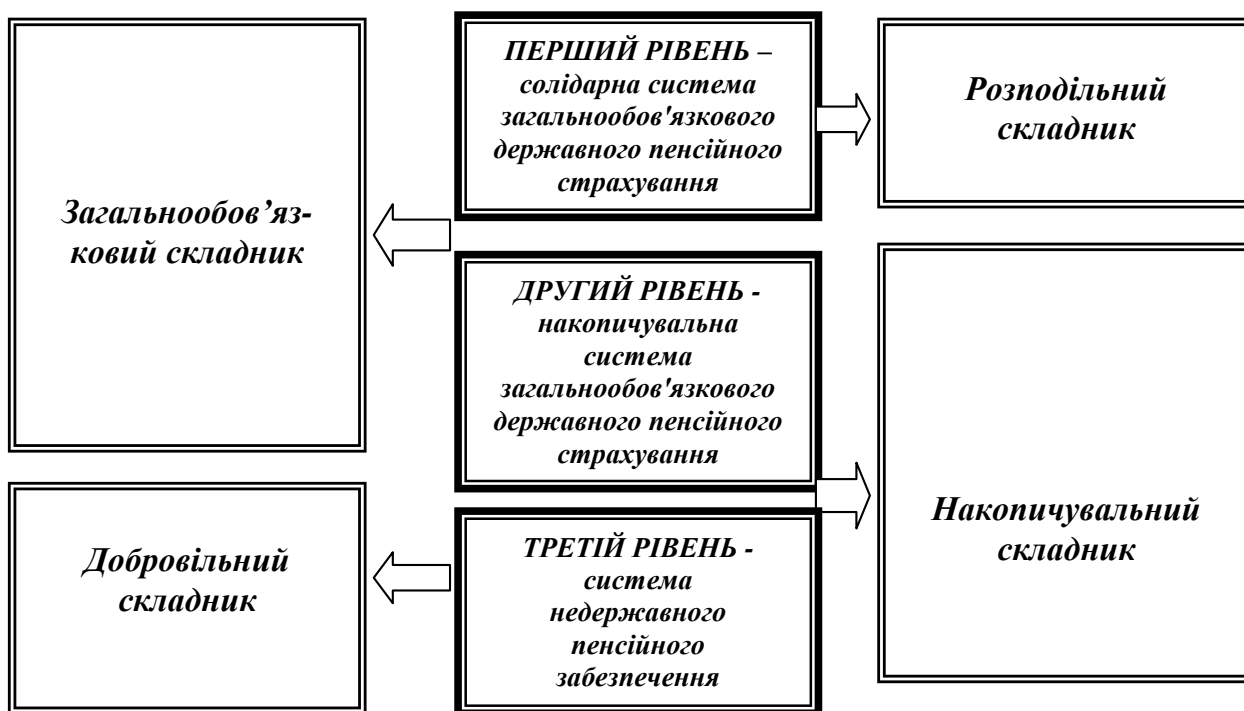 ПЕРШИЙ РІВЕНЬ –
солідарна система
загальнообов'язкового
державного пенсійного
страхування
Розподільний
складник
Загальнообов’яз-
ковий складник
ДРУГИЙ РІВЕНЬ -
накопичувальна
система
загальнообов'язкового
державного пенсійного
страхування
Накопичувальний
складник
Добровільний
складник
ТРЕТІЙ РІВЕНЬ -
система
недержавного
пенсійного
забезпечення